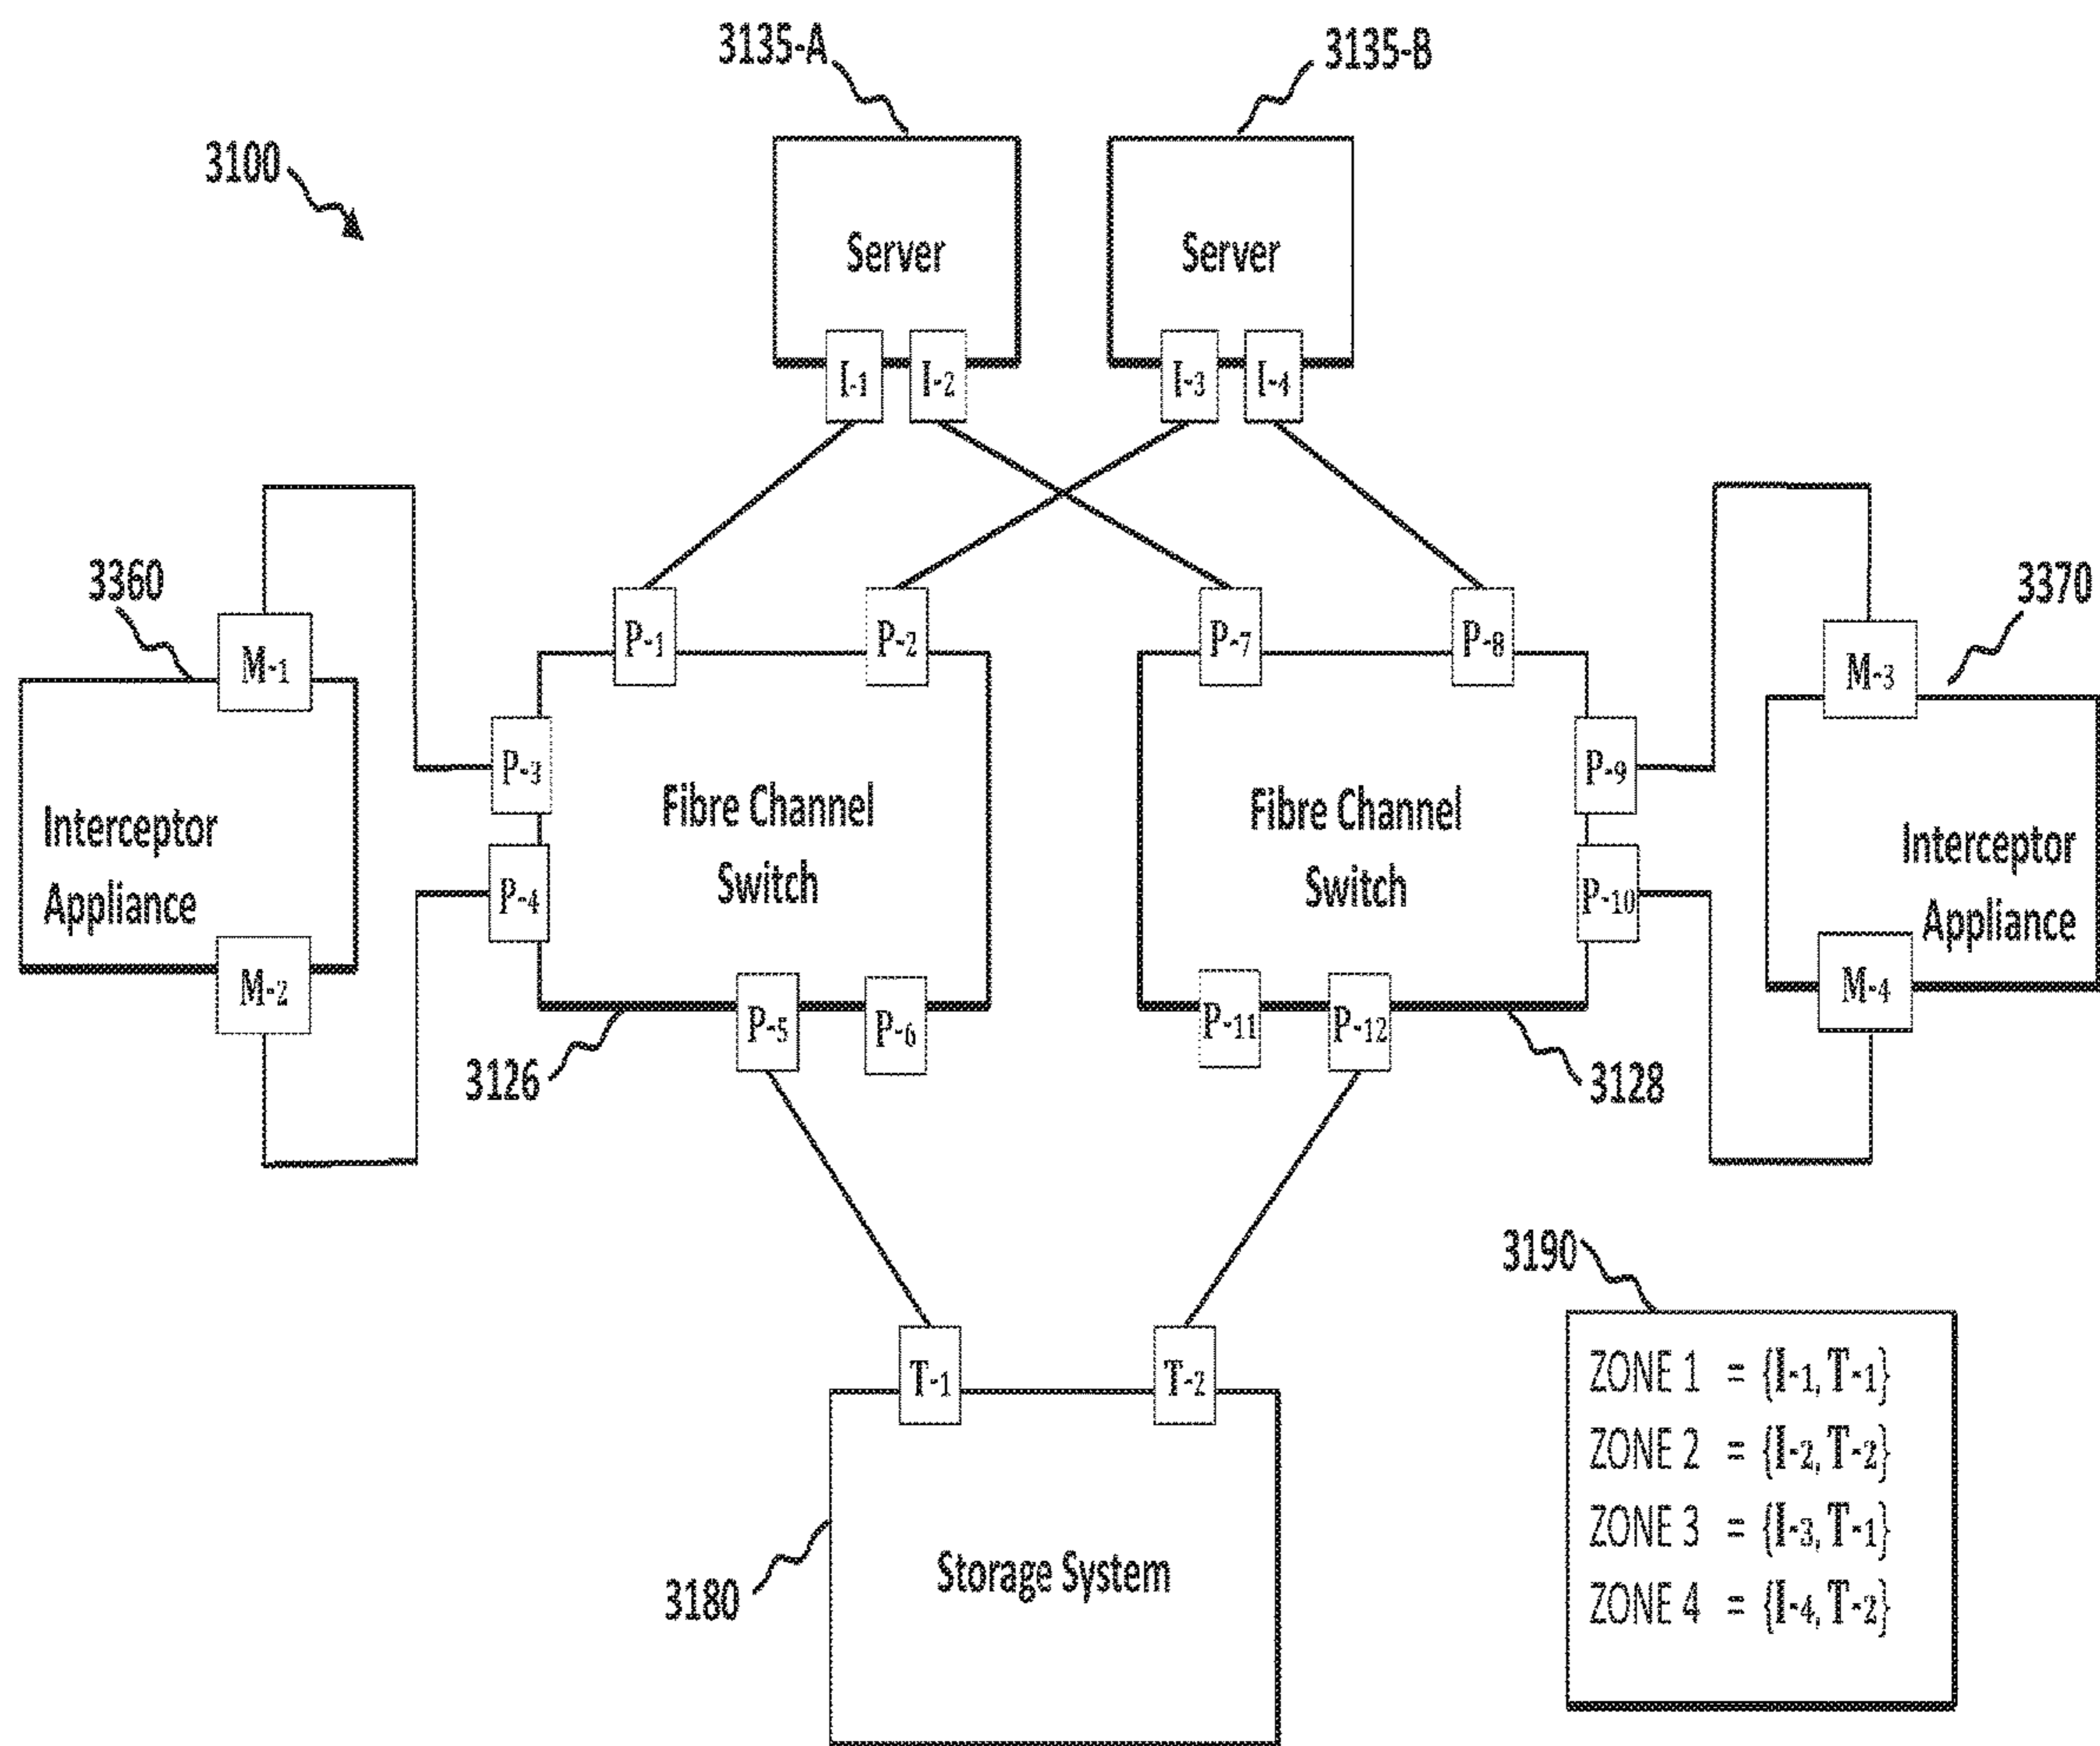 3135-A
3135-B
3100
Server
Server
I-1
I-2
I-3
I-4
3360
3370
M-1
P-1
P-2
P-7
P-8
M-3
P-3
P-9
Interceptor
Appliance
Fibre Channel
Switch
Fibre Channel
Switch
Interceptor
Appliance
P-4
P-10
M-2
P-5
P-6
P-11
P-12
M-4
3126
3128
3190
T-1
T-2
ZONE 1 = {I-1, T-1}
ZONE 2 = {I-2, T-2}
ZONE 3 = {I-3, T-1}
ZONE 4 = {I-4, T-2}
Storage System
3180